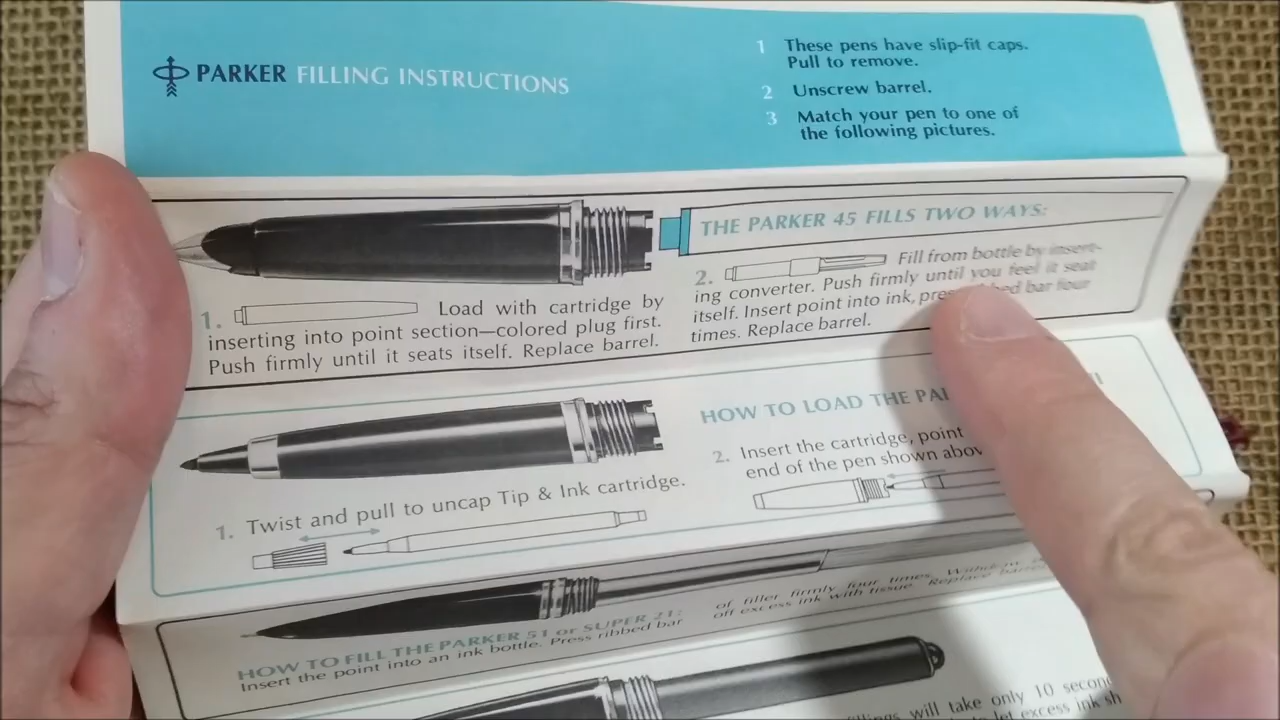 PARKER FILLING INSTRUCTIONS
1 These pens have slip-fit caps.
Pull to remove.
2 Unscrew barrel.
3 Match your pen to one of
the following pictures.
THE PARKER 45 FILLS TWO WAYS:
1. Load with cartridge by
inserting into point section—colored plug first.
Push firmly until it seats itself. Replace barrel.
2. Fill from bottle by insert-
ing converter. Push firmly until you feel it seat
itself. Insert point into ink, bar four
times. Replace barrel.
HOW TO LOAD THE
1. Twist and pull to uncap Tip & Ink cartridge.
2. Insert the cartridge, point
end of the pen shown
HOW TO FILL THE PARKER 51 or SUPER 21:
Insert the point into an ink bottle. Press ribbed bar
of filler firmly four times.
off excess ink with tissue. Replace
will take only 10
let excess ink